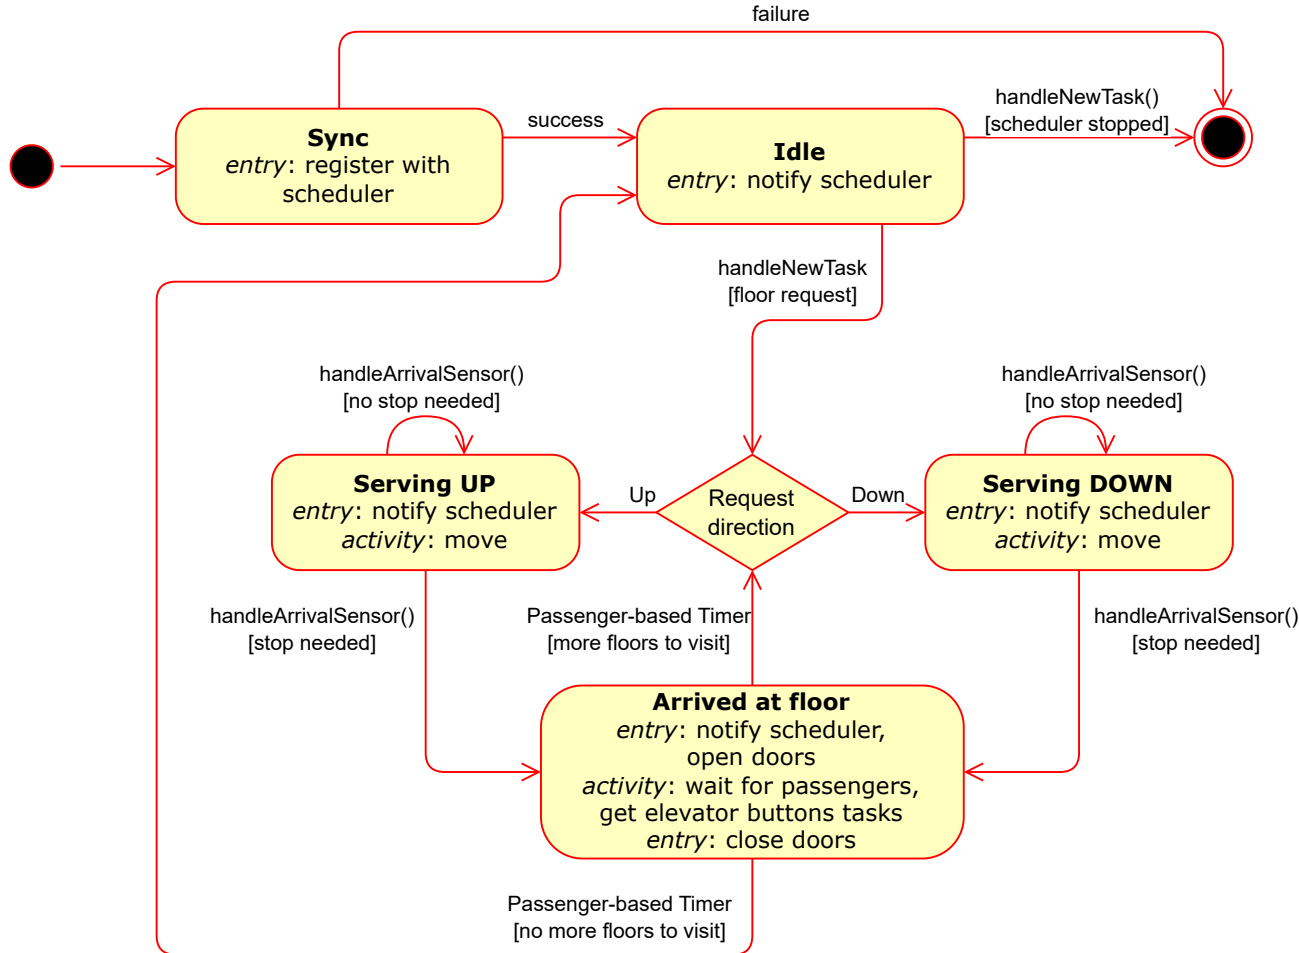 failure
handleNewTask()
[scheduler stopped]
success
Sync
entry: register with
scheduler
Idle
entry: notify scheduler
handleNewTask
[floor request]
handleArrivalSensor()
[no stop needed]
handleArrivalSensor()
[no stop needed]
Serving UP
entry: notify scheduler
activity: move
Up
Request
direction
Down
Serving DOWN
entry: notify scheduler
activity: move
handleArrivalSensor()
[stop needed]
Passenger-based Timer
[more floors to visit]
handleArrivalSensor()
[stop needed]
Arrived at floor
entry: notify scheduler,
open doors
activity: wait for passengers,
get elevator buttons tasks
entry: close doors
Passenger-based Timer
[no more floors to visit]